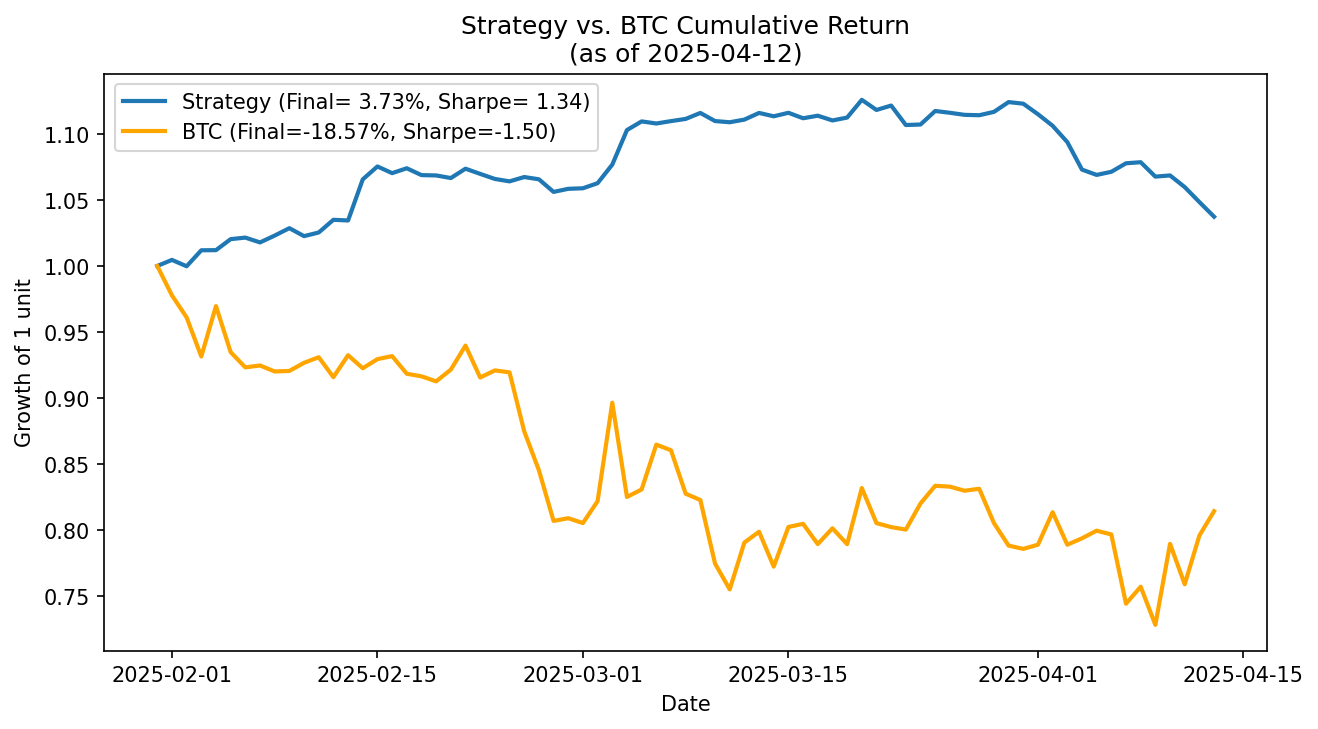 Strategy vs. BTC Cumulative Return
(as of 2025-04-12)
Strategy (Final= 3.73%, Sharpe= 1.34)
BTC (Final=-18.57%, Sharpe=-1.50)
Growth of 1 unit
1.10
1.05
1.00
0.95
0.90
0.85
0.80
0.75
2025-02-01
2025-02-15
2025-03-01
2025-03-15
2025-04-01
2025-04-15
Date